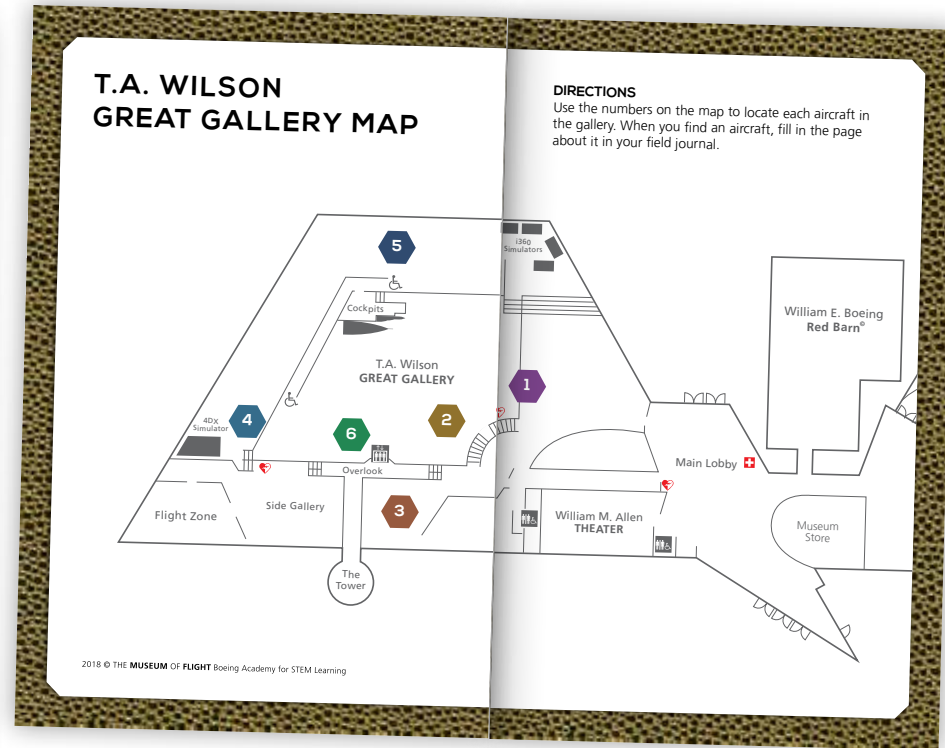 T.A. WILSON
GREAT GALLERY MAP
DIRECTIONS
Use the numbers on the map to locate each aircraft in
the gallery. When you find an aircraft, fill in the page
about it in your field journal.
5
i360
Simulators
Cockpits
William E. Boeing
Red Barn®
T.A. Wilson
GREAT GALLERY
1
4DX
Simulator
4
6
2
Overlook
Main Lobby
Side Gallery
3
Flight Zone
William M. Allen
THEATER
Museum
Store
The
Tower
2018 © THE MUSEUM OF FLIGHT Boeing Academy for STEM Learning